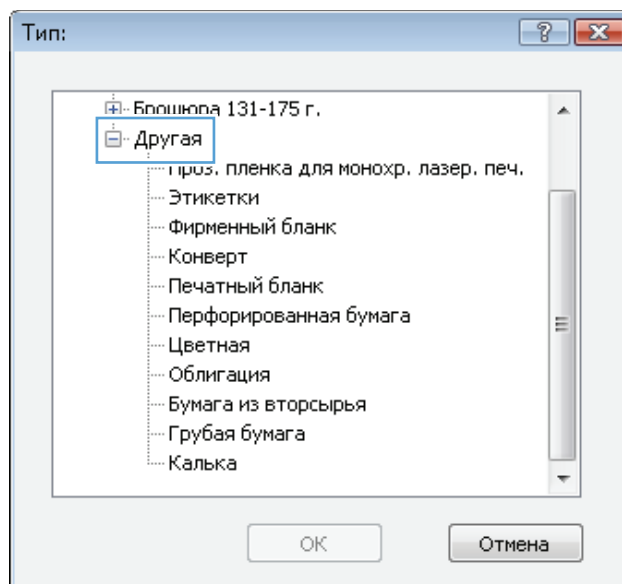 Тип:
Брошюра 131-175 г.
Другая
Проз. пленка для монохр. лазер. печ.
Этикетки
Фирменный бланк
Конверт
Печатный бланк
Перфорированная бумага
Цветная
Облигация
Бумага из вторсырья
Грубая бумага
Калька
OK
Отмена